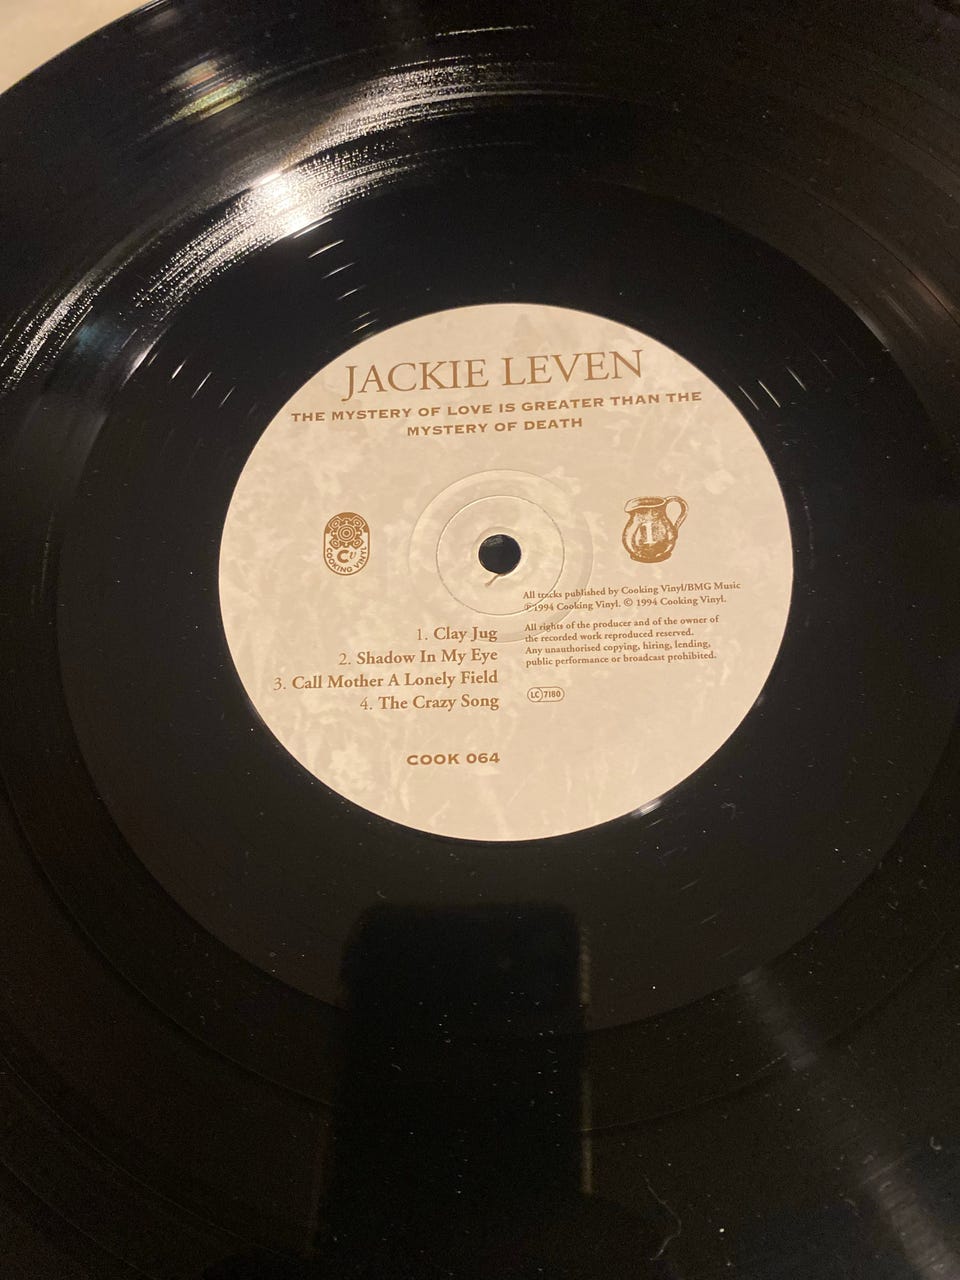 JACKIE LEVEN
THE MYSTERY OF LOVE IS GREATER THAN THE
MYSTERY OF DEATH
CV
COOKING VINYL
1
All tracks published by Cooking Vinyl/BMG Music
℗1994 Cooking Vinyl. © 1994 Cooking Vinyl.
All rights of the producer and of the owner of
the recorded work reproduced reserved.
Any unauthorised copying, hiring, lending,
public performance or broadcast prohibited.
LC 7180
1. Clay Jug
2. Shadow In My Eye
3. Call Mother A Lonely Field
4. The Crazy Song
COOK 064